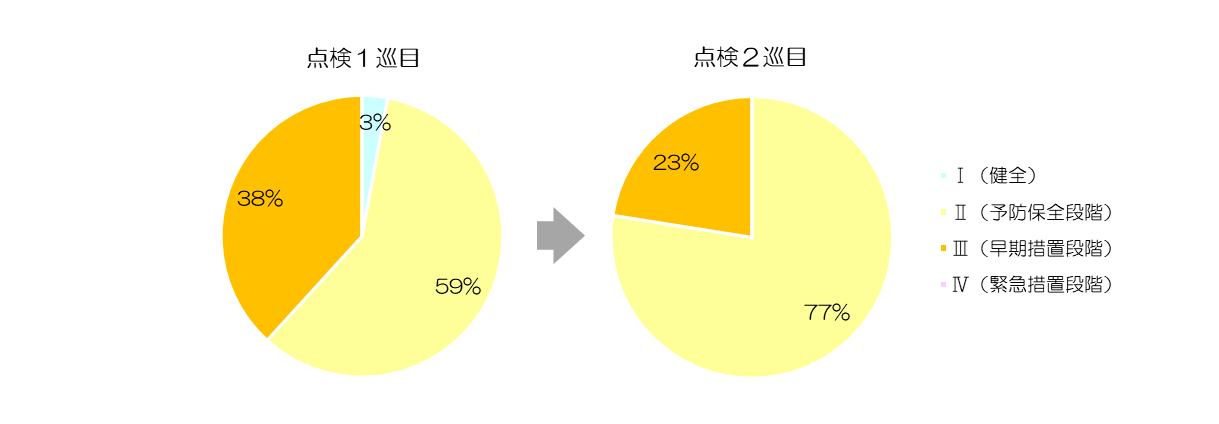 点検１巡目
点検２巡目
3%
38%
59%
23%
77%
Ⅰ（健全）
Ⅱ（予防保全段階）
Ⅲ（早期措置段階）
Ⅳ（緊急措置段階）